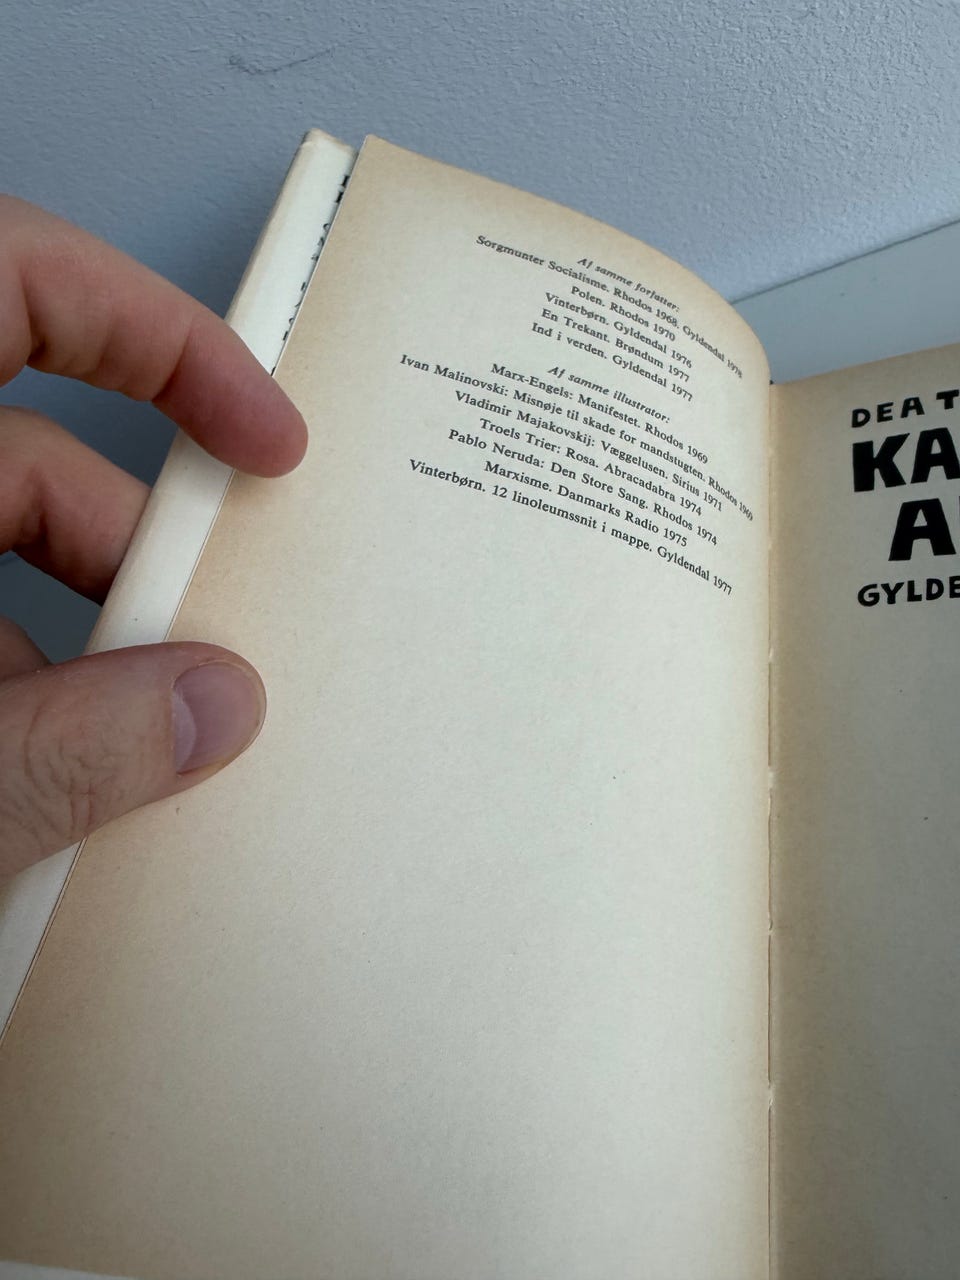 Af samme forfatter:
Sorgmunter Socialisme. Rhodos 1968. Gyldendal 1978
Polen. Rhodos 1970
Vinterbørn. Gyldendal 1976
En Trekant. Brøndum 1977
Ind i verden. Gyldendal 1977
Af samme illustrator:
Marx-Engels: Manifestet. Rhodos 1969
Ivan Malinovski: Misnøje til skade for mandstugten. Rhodos 1969
Vladimir Majakovskij: Væggelusen. Sirius 1971
Troels Trier: Rosa. Abracadabra 1974
Pablo Neruda: Den Store Sang. Rhodos 1974
Marxisme. Danmarks Radio 1975
Vinterbørn. 12 linoleumssnit i mappe. Gyldendal 1977
DEA T
KA
A
GYLDE